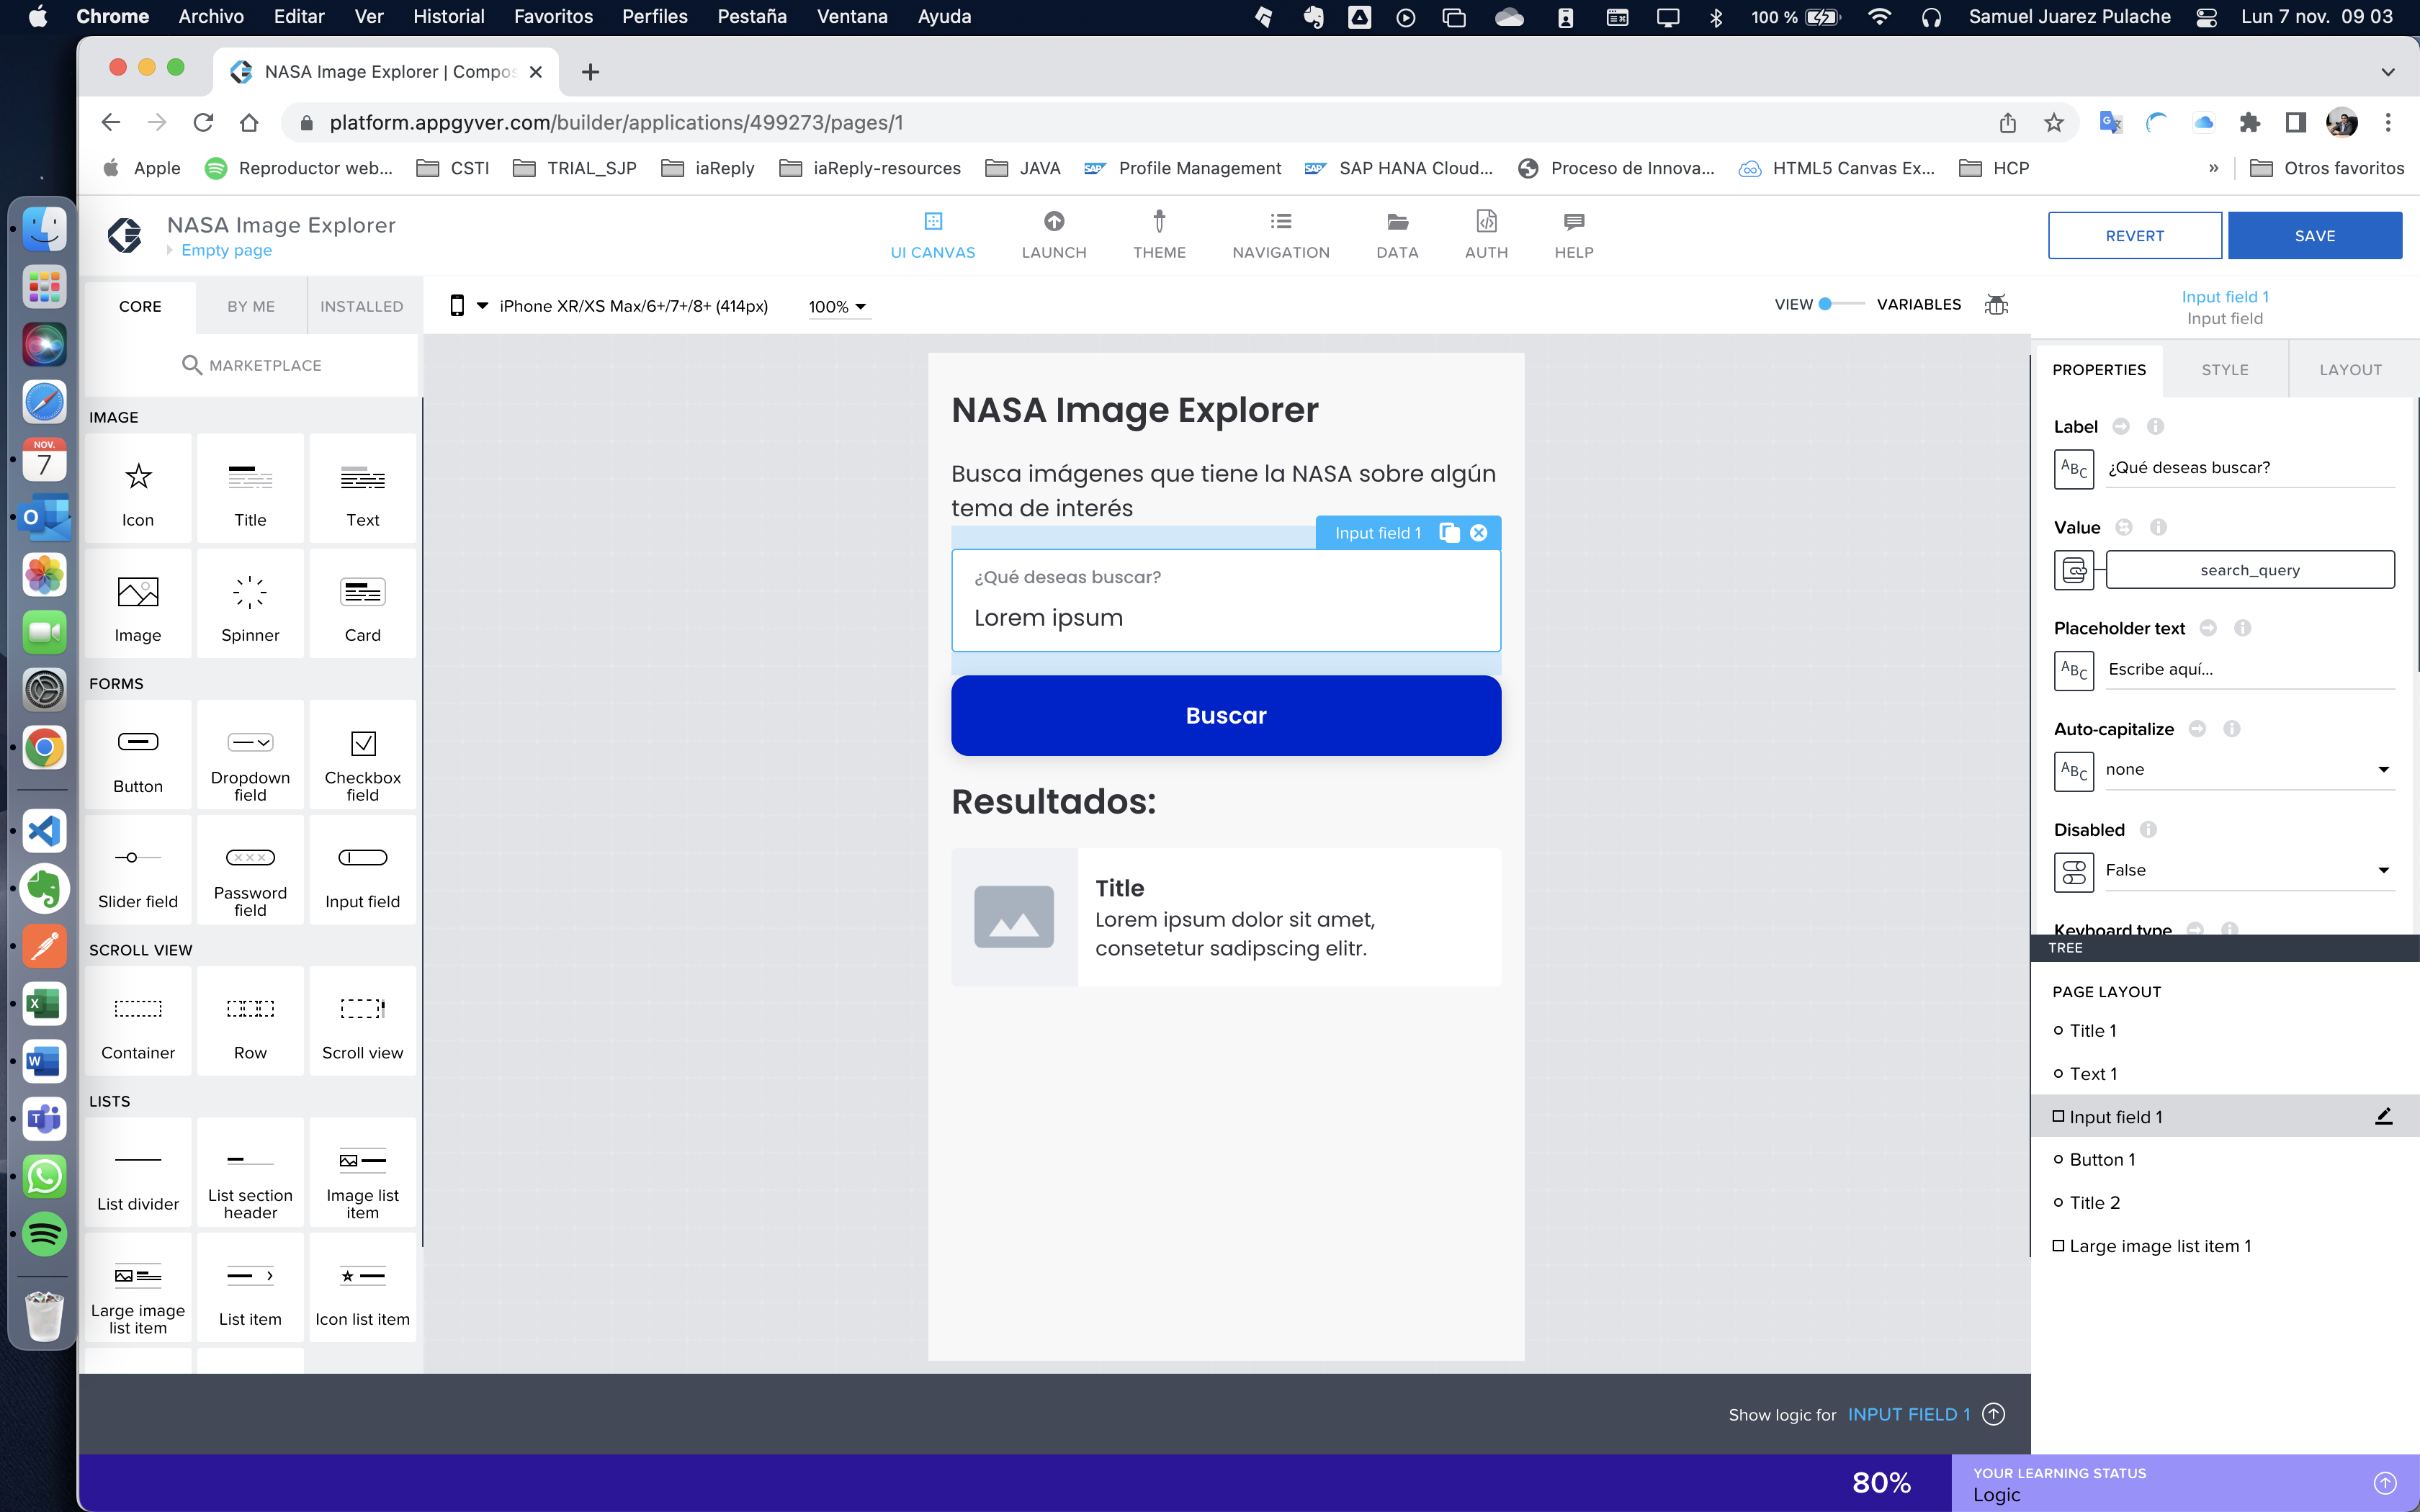 Chrome Archivo Editar Ver Historial Favoritos Perfiles Pestaña Ventana Ayuda 100 % Samuel Juarez Pulache Lun 7 nov. 09 03
NASA Image Explorer | Compos
platform.appgyver.com/builder/applications/499273/pages/1
Apple Reproductor web... CSTI TRIAL_SJP iaReply iaReply-resources JAVA SAP Profile Management SAP SAP HANA Cloud... Proceso de Innova... HTML5 Canvas Ex... HCP » Otros favoritos
NASA Image Explorer
Empty page
UI CANVAS LAUNCH THEME NAVIGATION DATA AUTH HELP
REVERT SAVE
CORE BY ME INSTALLED
iPhone XR/XS Max/6+/7+/8+ (414px) 100%
VIEW VARIABLES
MARKETPLACE
IMAGE
Icon Title Text
Image Spinner Card
FORMS
Button Dropdown field Checkbox field
Slider field Password field Input field
SCROLL VIEW
Container Row Scroll view
LISTS
List divider List section header Image list item
Large image list item List item Icon list item
NASA Image Explorer
Busca imágenes que tiene la NASA sobre algún
tema de interés
Input field 1
¿Qué deseas buscar?
Lorem ipsum
Buscar
Resultados:
Title
Lorem ipsum dolor sit amet,
consetetur sadipscing elitr.
Input field 1
Input field
PROPERTIES STYLE LAYOUT
Label
ABC ¿Qué deseas buscar?
Value
search_query
Placeholder text
ABC Escribe aquí...
Auto-capitalize
ABC none
Disabled
False
Keyboard type
TREE
PAGE LAYOUT
Title 1
Text 1
Input field 1
Button 1
Title 2
Large image list item 1
Show logic for INPUT FIELD 1
80%
YOUR LEARNING STATUS
Logic
NOV.
7